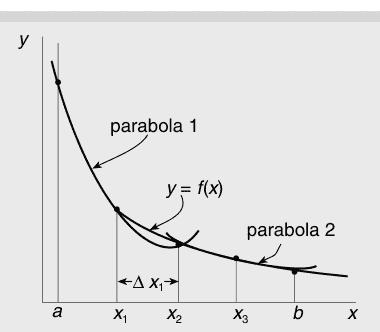 y
parabola 1
y = f(x)
parabola 2
Δ x₁
a x₁ x₂ x₃ b x